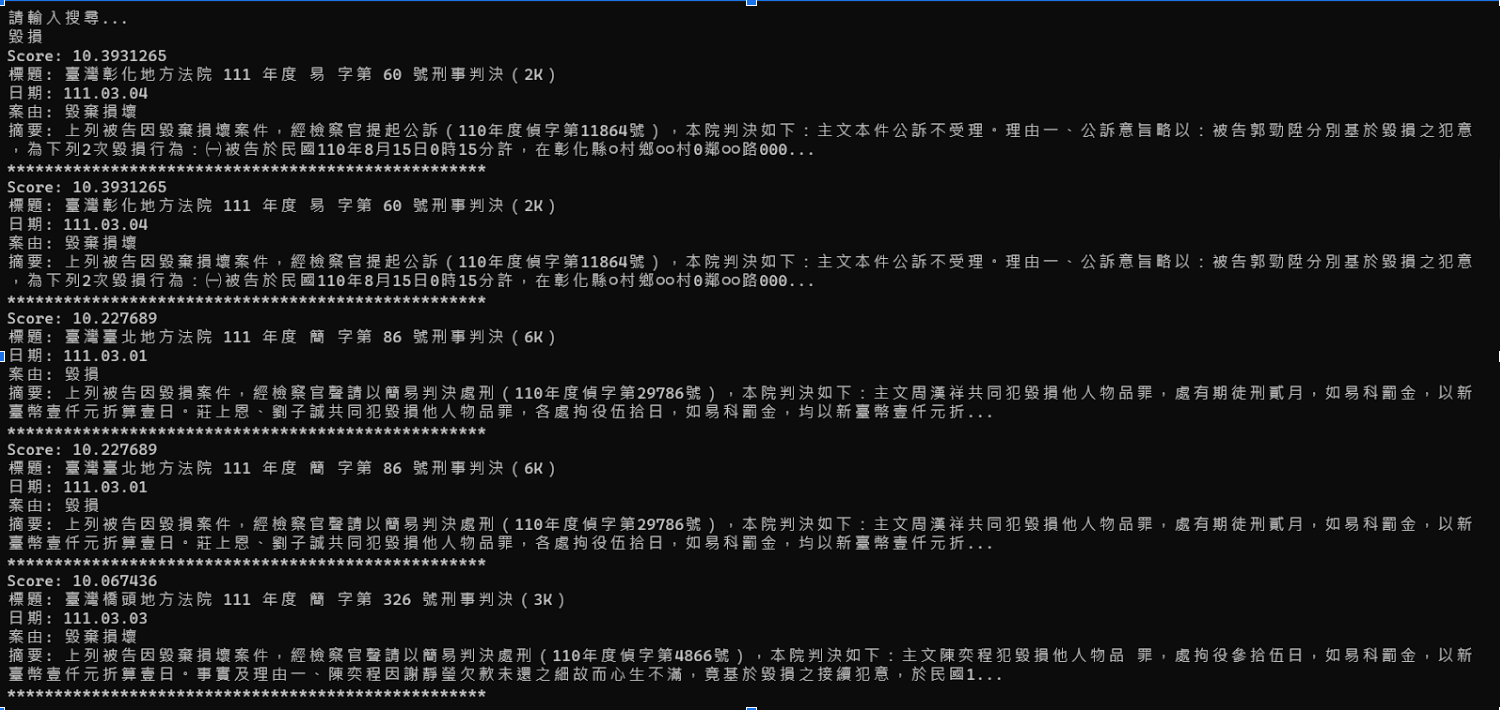 請輸入搜尋...
毀損
Score: 10.3931265
標題: 臺灣彰化地方法院 111 年度 易 字第 60 號刑事判決（2K）
日期: 111.03.04
案由: 毀棄損壞
摘要: 上列被告因毀棄損壞案件，經檢察官提起公訴（110年度偵字第11864號），本院判決如下：主文本件公訴不受理。理由一、公訴意旨略以：被告郭勁陞分別基於毀損之犯意
，為下列2次毀損行為：㈠被告於民國110年8月15日0時15分許，在彰化縣○村鄉○○村0鄰○○路000...
***************************************************
Score: 10.3931265
標題: 臺灣彰化地方法院 111 年度 易 字第 60 號刑事判決（2K）
日期: 111.03.04
案由: 毀棄損壞
摘要: 上列被告因毀棄損壞案件，經檢察官提起公訴（110年度偵字第11864號），本院判決如下：主文本件公訴不受理。理由一、公訴意旨略以：被告郭勁陞分別基於毀損之犯意
，為下列2次毀損行為：㈠被告於民國110年8月15日0時15分許，在彰化縣○村鄉○○村0鄰○○路000...
***************************************************
Score: 10.227689
標題: 臺灣臺北地方法院 111 年度 簡 字第 86 號刑事判決（6K）
日期: 111.03.01
案由: 毀損
摘要: 上列被告因毀損案件，經檢察官聲請以簡易判決處刑（110年度偵字第29786號），本院判決如下：主文周漢祥共同犯毀損他人物品罪，處有期徒刑貳月，如易科罰金，以新
臺幣壹仟元折算壹日。莊上恩、劉子誠共同犯毀損他人物品罪，各處拘役伍拾日，如易科罰金，均以新臺幣壹仟元折...
***************************************************
Score: 10.227689
標題: 臺灣臺北地方法院 111 年度 簡 字第 86 號刑事判決（6K）
日期: 111.03.01
案由: 毀損
摘要: 上列被告因毀損案件，經檢察官聲請以簡易判決處刑（110年度偵字第29786號），本院判決如下：主文周漢祥共同犯毀損他人物品罪，處有期徒刑貳月，如易科罰金，以新
臺幣壹仟元折算壹日。莊上恩、劉子誠共同犯毀損他人物品罪，各處拘役伍拾日，如易科罰金，均以新臺幣壹仟元折...
***************************************************
Score: 10.067436
標題: 臺灣橋頭地方法院 111 年度 簡 字第 326 號刑事判決（3K）
日期: 111.03.03
案由: 毀棄損壞
摘要: 上列被告因毀棄損壞案件，經檢察官聲請以簡易判決處刑（110年度偵字第4866號），本院判決如下：主文陳奕程犯毀損他人物品 罪，處拘役參拾伍日，如易科罰金，以新
臺幣壹仟元折算壹日。事實及理由一、陳奕程因謝靜瑩欠款未還之細故而心生不滿，竟基於毀損之接續犯意，於民國1...
***************************************************